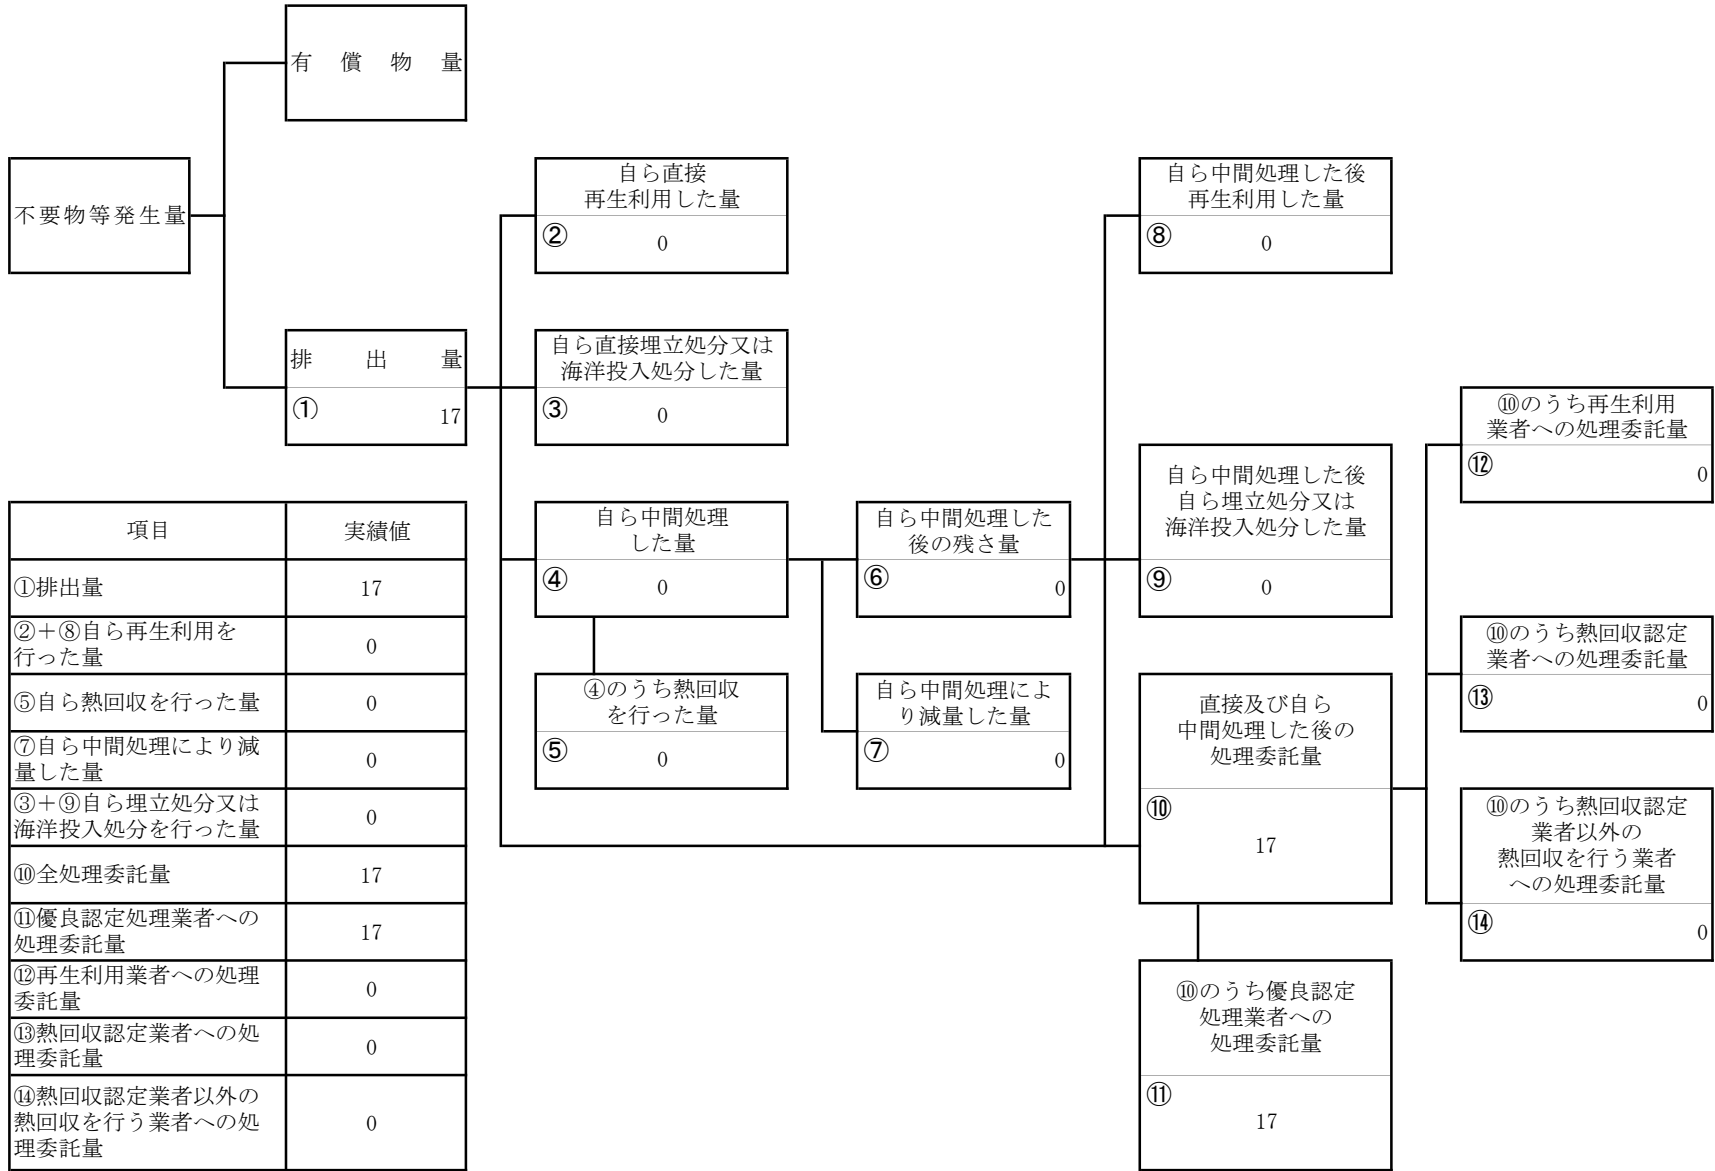 有償物量
不要物等発生量
排出量
① 17
自ら直接
再生利用した量
② 0
自ら直接埋立処分又は
海洋投入処分した量
③ 0
自ら中間処理
した量
④ 0
④のうち熱回収
を行った量
⑤ 0
自ら中間処理した
後の残さ量
⑥ 0
自ら中間処理によ
り減量した量
⑦ 0
自ら中間処理した後
再生利用した量
⑧ 0
自ら中間処理した後
自ら埋立処分又は
海洋投入処分した量
⑨ 0
直接及び自ら
中間処理した後の
処理委託量
⑩
17
⑩のうち優良認定
処理業者への
処理委託量
⑪
17
⑩のうち再生利用
業者への処理委託量
⑫ 0
⑩のうち熱回収認定
業者への処理委託量
⑬ 0
⑩のうち熱回収認定
業者以外の
熱回収を行う業者
への処理委託量
⑭ 0
項目 実績値
①排出量 17
②＋⑧自ら再生利用を
行った量 0
⑤自ら熱回収を行った量 0
⑦自ら中間処理により減
量した量 0
③＋⑨自ら埋立処分又は
海洋投入処分を行った量 0
⑩全処理委託量 17
⑪優良認定処理業者への
処理委託量 17
⑫再生利用業者への処理
委託量 0
⑬熱回収認定業者への処
理委託量 0
⑭熱回収認定業者以外の
熱回収を行う業者への処 0
理委託量